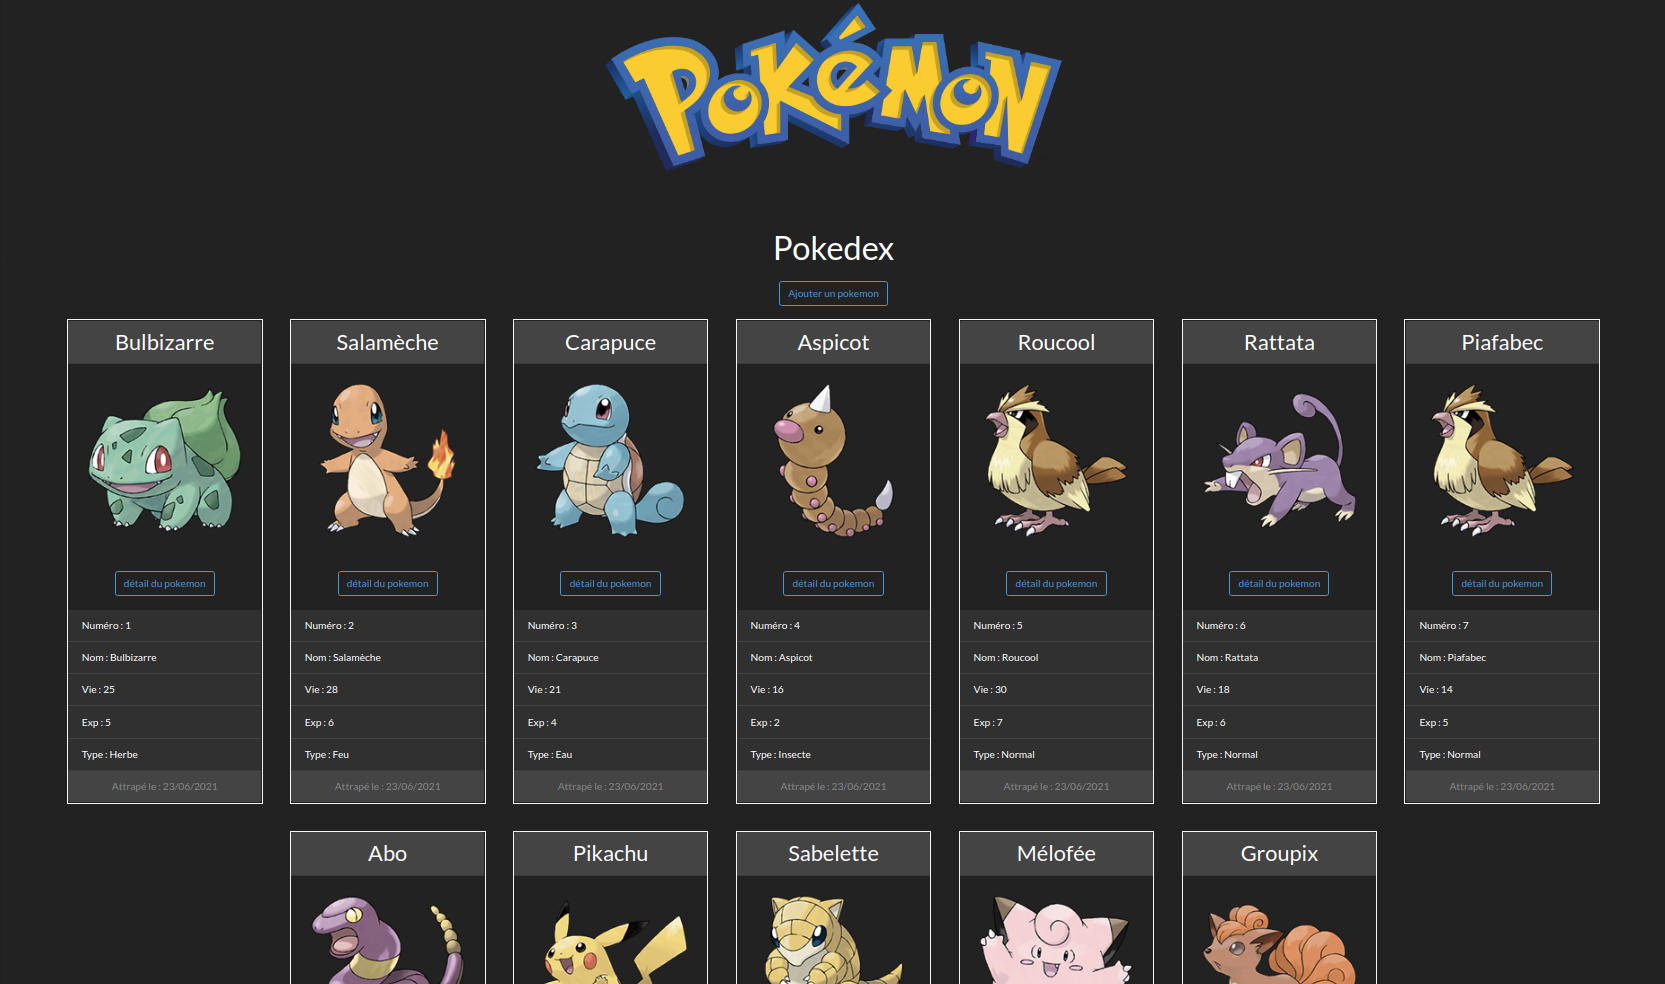 POKéMON
Pokedex
Ajouter un pokemon
Bulbizarre
détail du pokemon
Numéro : 1
Nom : Bulbizarre
Vie : 25
Exp : 5
Type : Herbe
Attrapé le : 23/06/2021
Salamèche
détail du pokemon
Numéro : 2
Nom : Salamèche
Vie : 28
Exp : 6
Type : Feu
Attrapé le : 23/06/2021
Carapuce
détail du pokemon
Numéro : 3
Nom : Carapuce
Vie : 21
Exp : 4
Type : Eau
Attrapé le : 23/06/2021
Aspicot
détail du pokemon
Numéro : 4
Nom : Aspicot
Vie : 16
Exp : 2
Type : Insecte
Attrapé le : 23/06/2021
Roucool
détail du pokemon
Numéro : 5
Nom : Roucool
Vie : 30
Exp : 7
Type : Normal
Attrapé le : 23/06/2021
Rattata
détail du pokemon
Numéro : 6
Nom : Rattata
Vie : 18
Exp : 6
Type : Normal
Attrapé le : 23/06/2021
Piafabec
détail du pokemon
Numéro : 7
Nom : Piafabec
Vie : 14
Exp : 5
Type : Normal
Attrapé le : 23/06/2021
Abo
Pikachu
Sabelette
Mélofée
Groupix